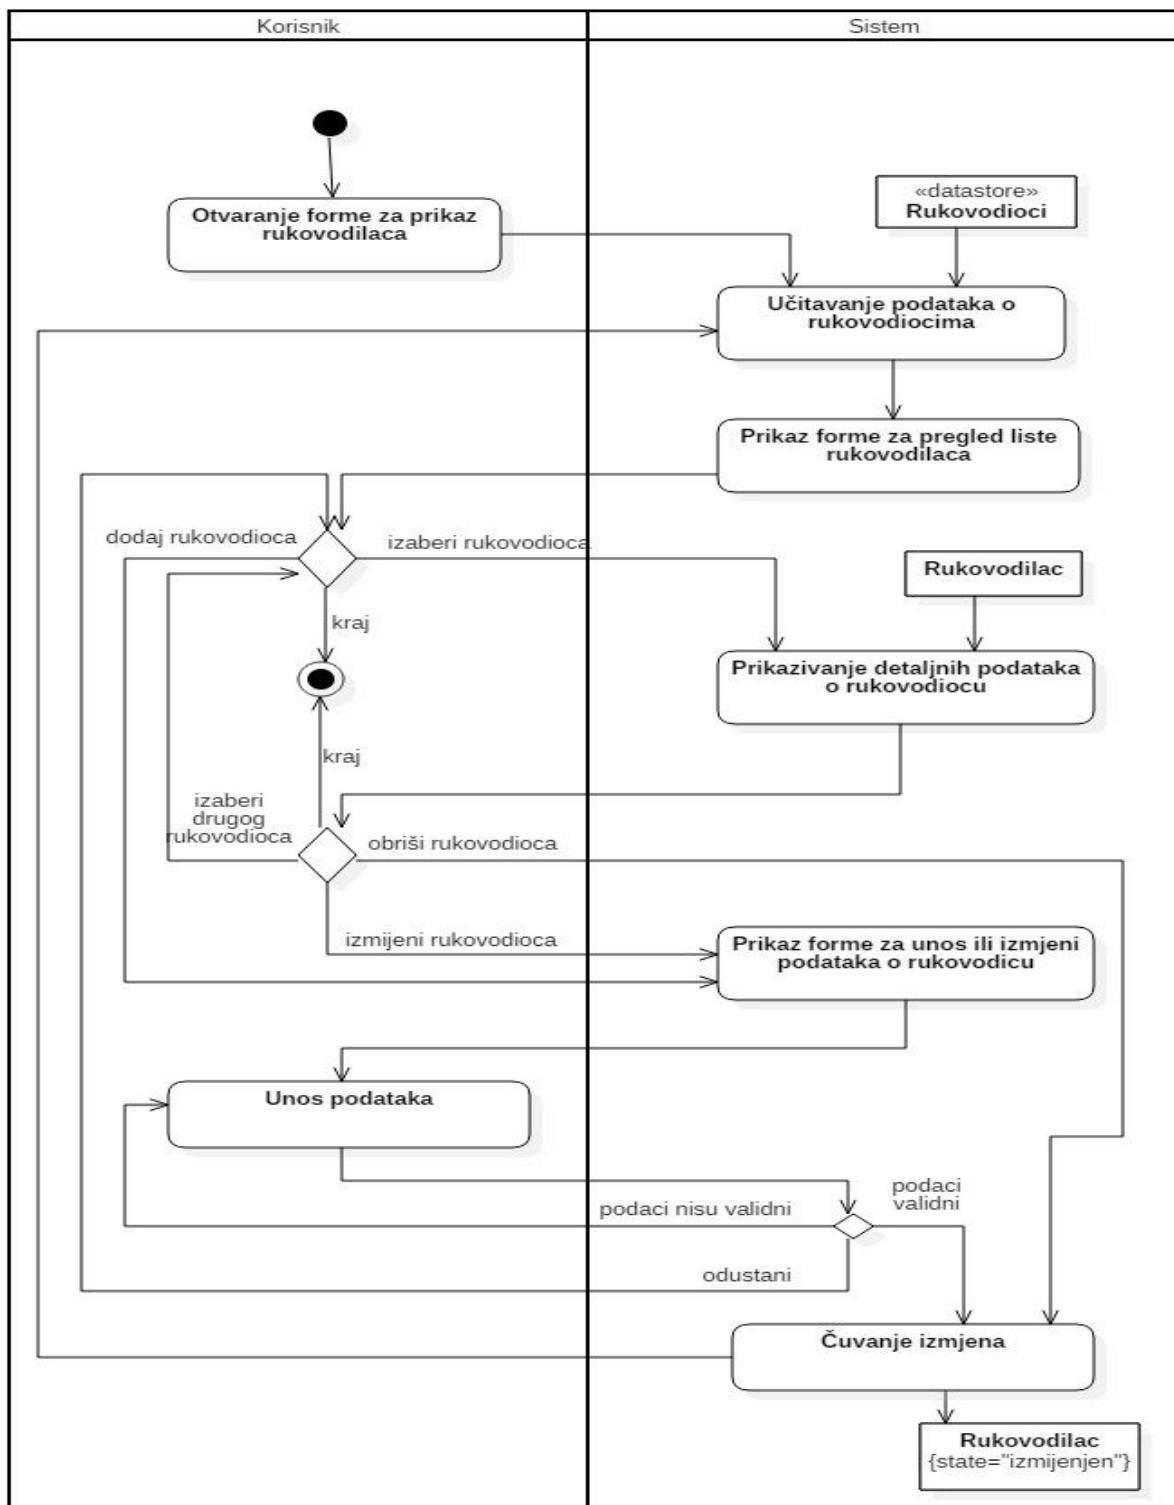 Korisnik
Sistem
«datastore»
Rukovodioci
Otvaranje forme za prikaz
rukovodilaca
Učitavanje podataka o
rukovodiocima
Prikaz forme za pregled liste
rukovodilaca
dodaj rukovodioca
izaberi rukovodioca
Rukovodilac
kraj
Prikazivanje detaljnih podataka
o rukovodiocu
kraj
izaberi
drugog
rukovodioca
obriši rukovodioca
izmijeni rukovodioca
Prikaz forme za unos ili izmjeni
podataka o rukovodicu
Unos podataka
podaci
validni
podaci nisu validni
odustani
Čuvanje izmjena
Rukovodilac
{state="izmijenjen"}